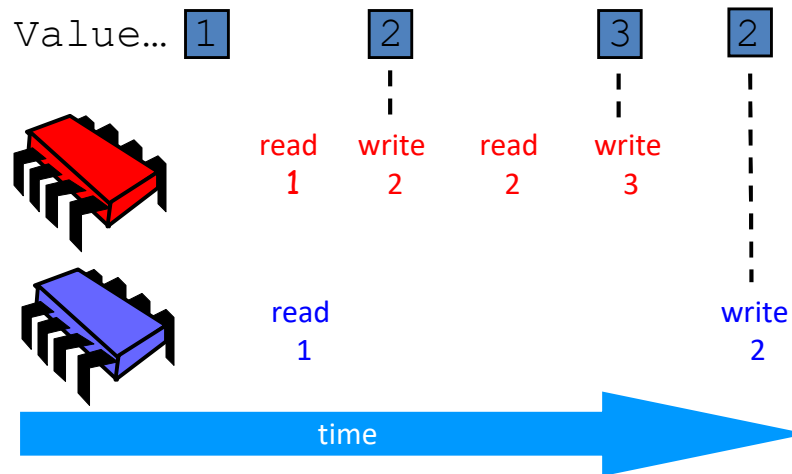 Value… 1 2 3 2
read write read write
1 2 2 3
read write
1 2
time